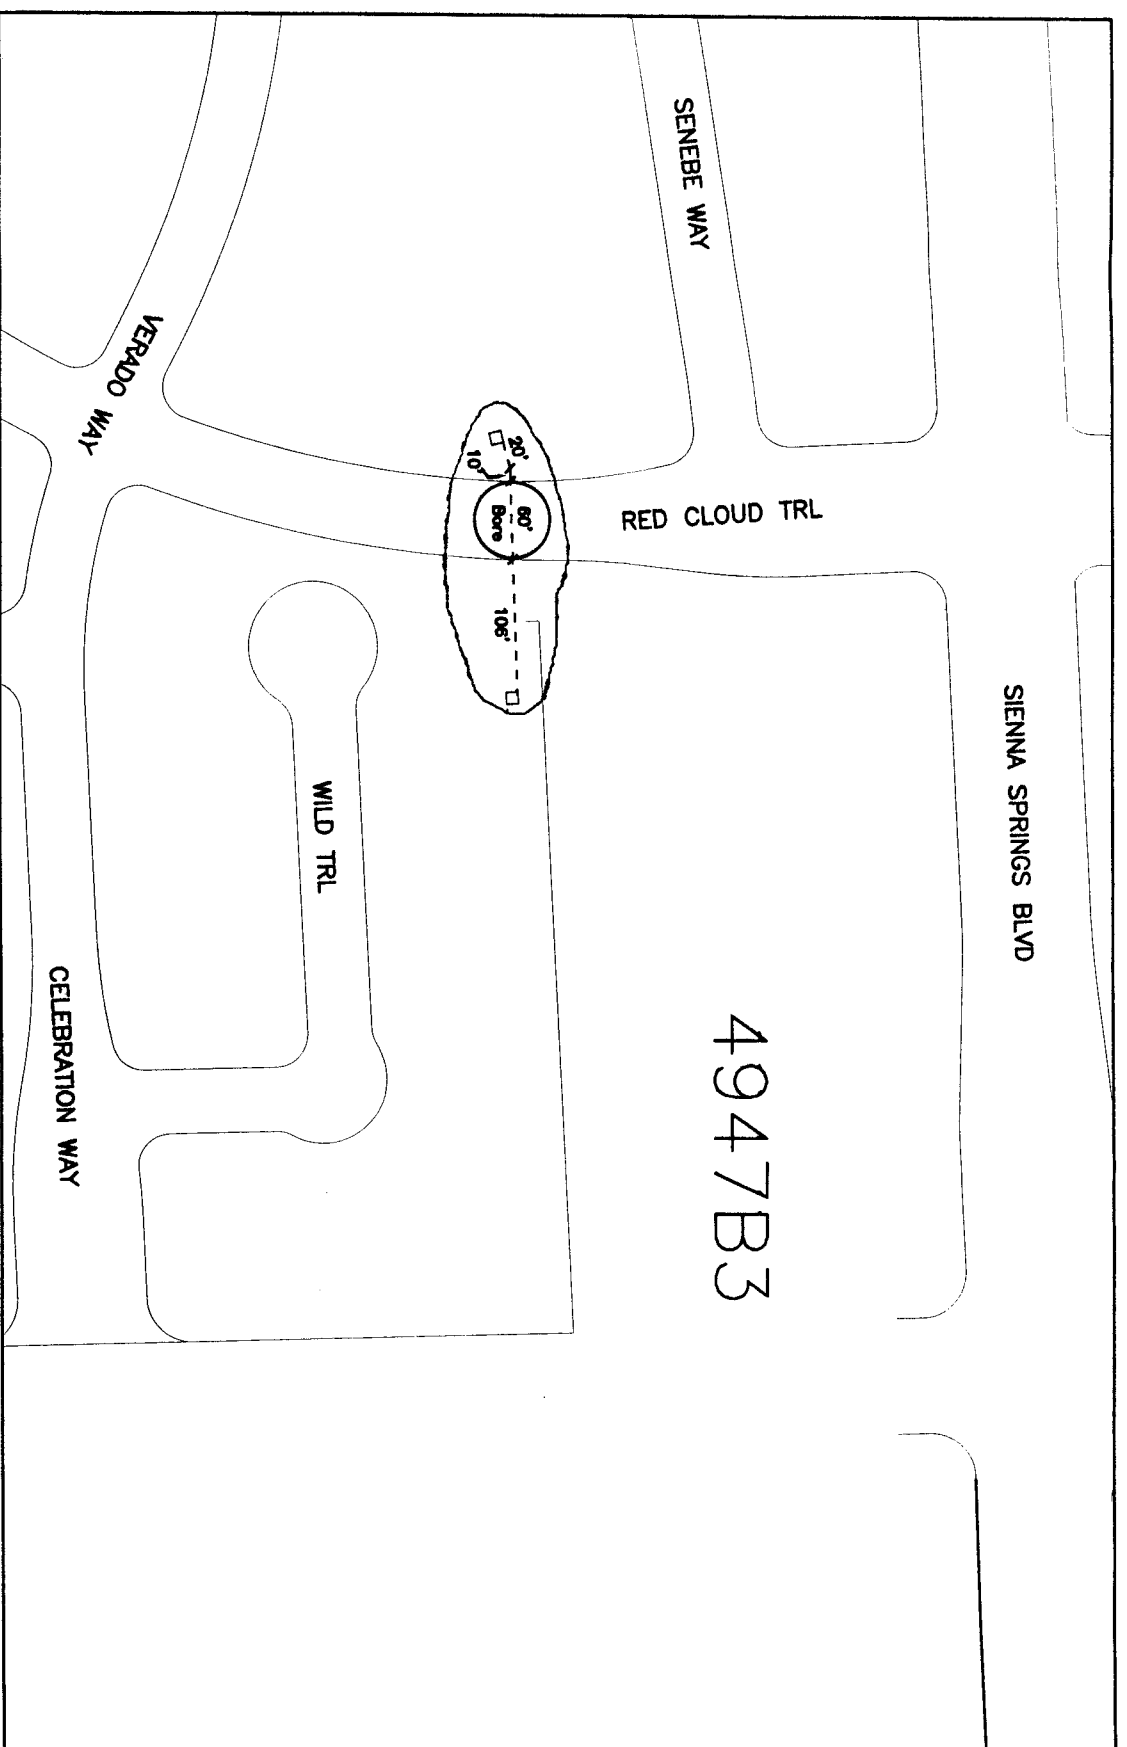 SIENNA SPRINGS BLVD
4947B3
SENEBE WAY
RED CLOUD TRL
20'
10'
60'
Bore
106'
WILD TRL
VERADO WAY
CELEBRATION WAY